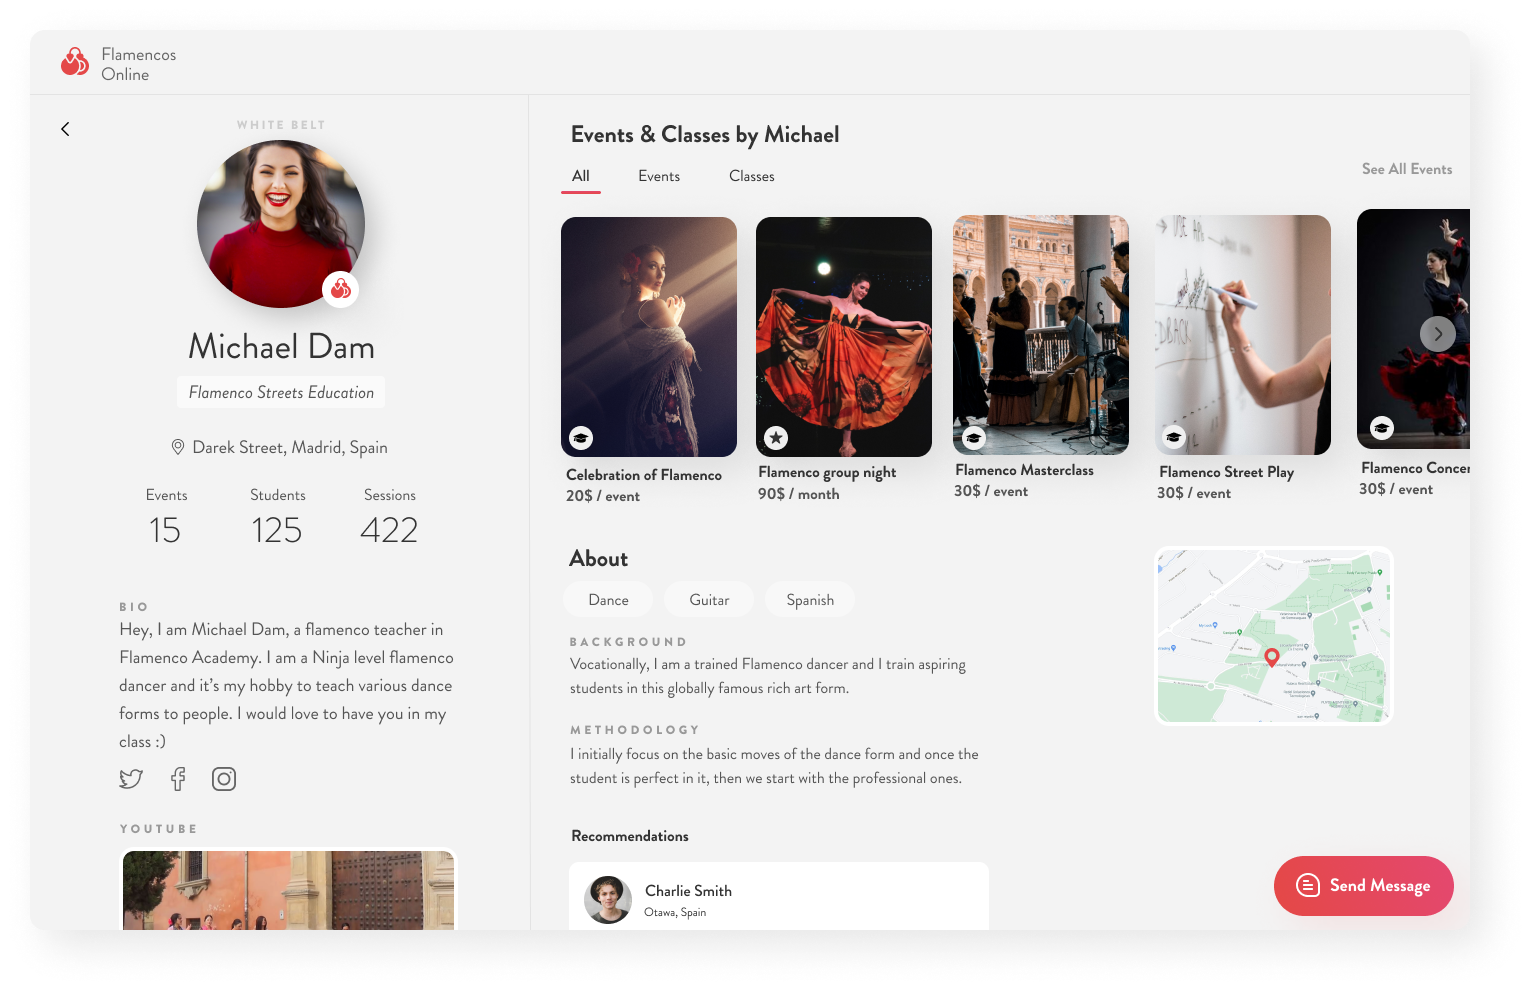 Flamencos
Online
WHITE BELT
Michael Dam
Flamenco Streets Education
Darek Street, Madrid, Spain
Events
Students
Sessions
15
125
422
BIO
Hey, I am Michael Dam, a flamenco teacher in
Flamenco Academy. I am a Ninja level flamenco
dancer and it's my hobby to teach various dance
forms to people. I would love to have you in my
class :)
YOUTUBE
Events & Classes by Michael
All
Events
Classes
See All Events
Celebration of Flamenco
20$ / event
Flamenco group night
90$ / month
Flamenco Masterclass
30$ / event
Flamenco Street Play
30$ / event
Flamenco Concer
30$ / event
About
Dance
Guitar
Spanish
BACKGROUND
Vocationally, I am a trained Flamenco dancer and I train aspiring
students in this globally famous rich art form.
METHODOLOGY
I initially focus on the basic moves of the dance form and once the
student is perfect in it, then we start with the professional ones.
Recommendations
Charlie Smith
Otawa, Spain
Send Message